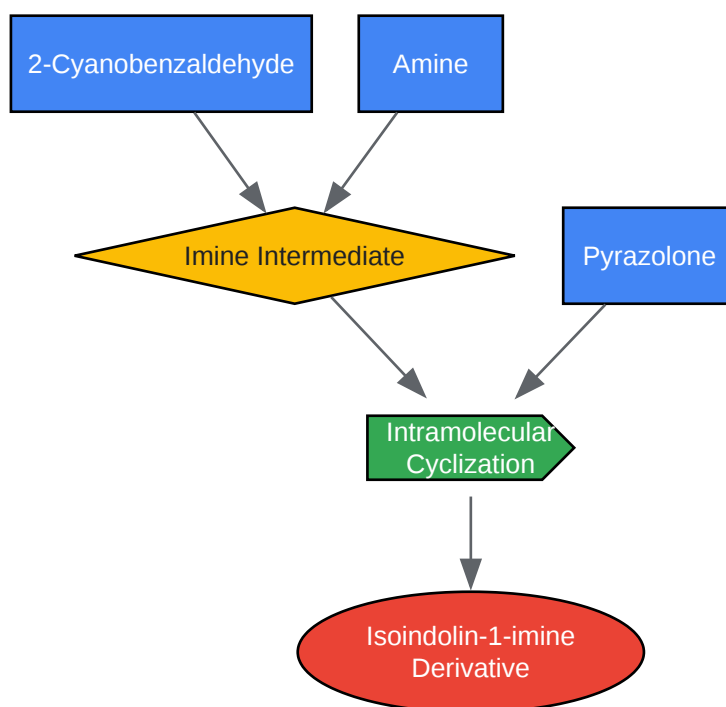 2-Cyanobenzaldehyde
Amine
Imine Intermediate
Pyrazolone
Intramolecular
Cyclization
Isoindolin-1-imine
Derivative